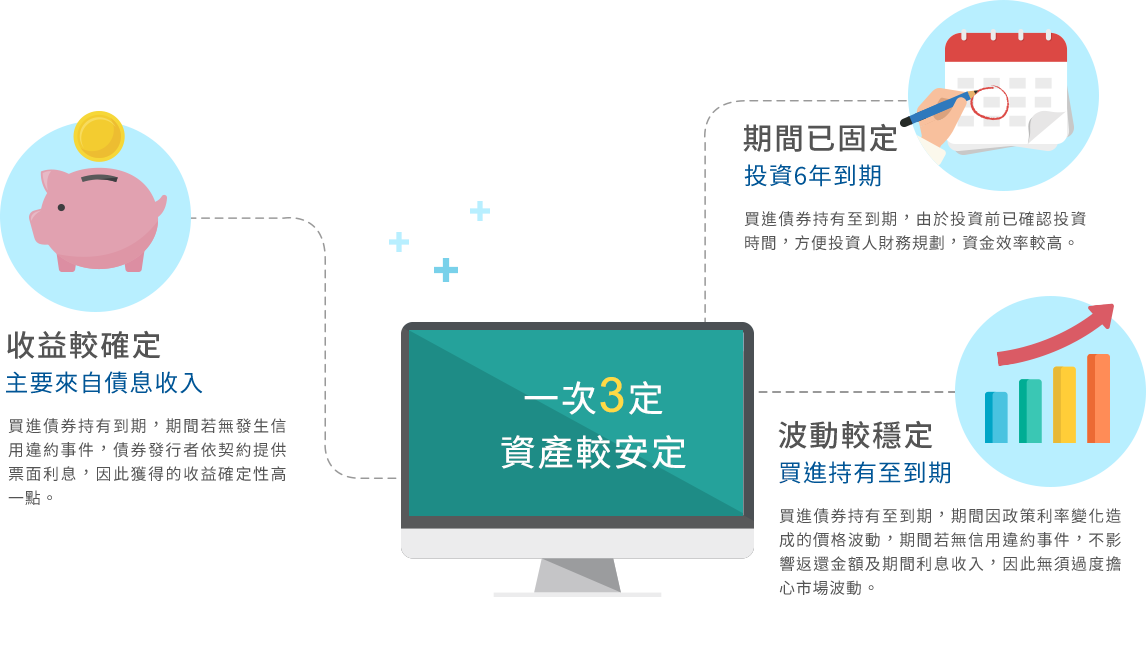 收益較確定
主要來自債息收入
買進債券持有到期，期間若無發生信
用違約事件，債券發行者依契約提供
票面利息，因此獲得的收益確定性高
一點。
一次3定
資產較安定
期間已固定
投資6年到期
買進債券持有至到期，由於投資前已確認投資
時間，方便投資人財務規劃，資金效率較高。
波動較穩定
買進持有至到期
買進債券持有至到期，期間因政策利率變化造
成的價格波動，期間若無信用違約事件，不影
響返還金額及期間利息收入，因此無須過度擔
心市場波動。